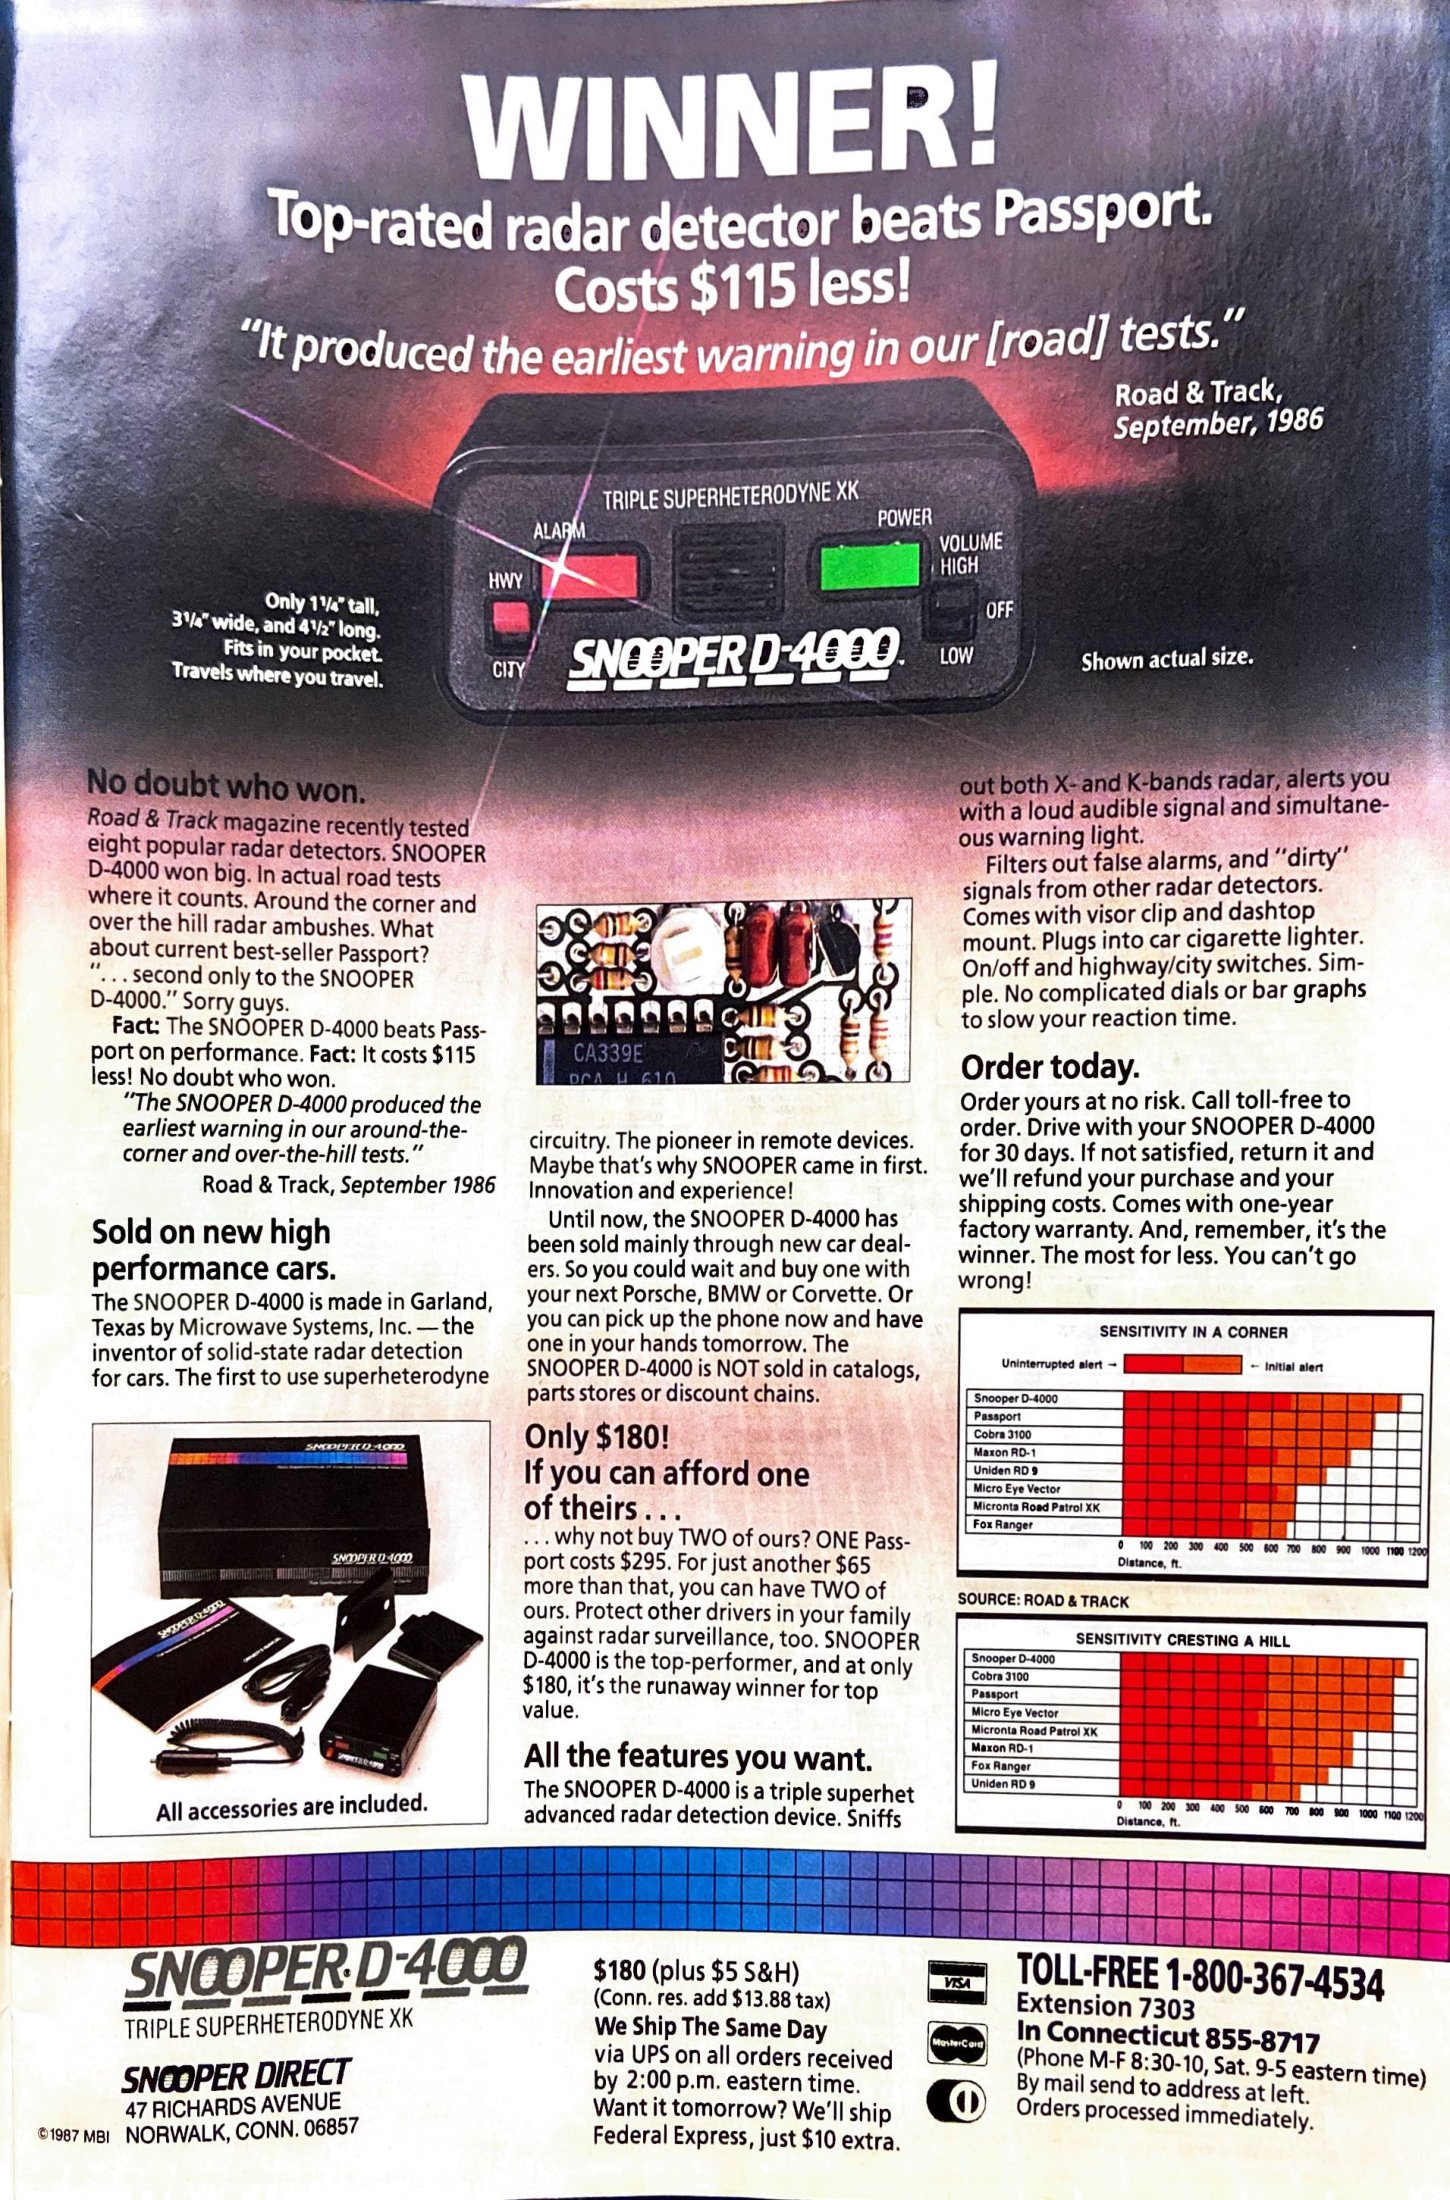 WINNER!
Top-rated radar detector beats Passport.
Costs $115 less!
"It produced the earliest warning in our [road] tests."
Road & Track,
September, 1986
TRIPLE SUPERHETERODYNE XK
ALARM
POWER
VOLUME
HIGH
HWY
OFF
CITY
SNOOPER D-4000.
LOW
Only 1 1/4" tall,
3 1/4" wide, and 4 1/2" long.
Fits in your pocket.
Travels where you travel.
Shown actual size.
No doubt who won.
Road & Track magazine recently tested
eight popular radar detectors. SNOOPER
D-4000 won big. In actual road tests
where it counts. Around the corner and
over the hill radar ambushes. What
about current best-seller Passport?
"... second only to the SNOOPER
D-4000." Sorry guys.
Fact: The SNOOPER D-4000 beats Pass-
port on performance. Fact: It costs $115
less! No doubt who won.
"The SNOOPER D-4000 produced the
earliest warning in our around-the-
corner and over-the-hill tests."
Road & Track, September 1986
Sold on new high
performance cars.
The SNOOPER D-4000 is made in Garland,
Texas by Microwave Systems, Inc. — the
inventor of solid-state radar detection
for cars. The first to use superheterodyne
SNOOPER D-4000
SNOOPER D-4000
SNOOPER D-4000
SNOOPER D-4000
All accessories are included.
CA339E
RCA H 610
circuitry. The pioneer in remote devices.
Maybe that's why SNOOPER came in first.
Innovation and experience!
Until now, the SNOOPER D-4000 has
been sold mainly through new car deal-
ers. So you could wait and buy one with
your next Porsche, BMW or Corvette. Or
you can pick up the phone now and have
one in your hands tomorrow. The
SNOOPER D-4000 is NOT sold in catalogs,
parts stores or discount chains.
Only $180!
If you can afford one
of theirs . . .
. . . why not buy TWO of ours? ONE Pass-
port costs $295. For just another $65
more than that, you can have TWO of
ours. Protect other drivers in your family
against radar surveillance, too. SNOOPER
D-4000 is the top-performer, and at only
$180, it's the runaway winner for top
value.
All the features you want.
The SNOOPER D-4000 is a triple superhet
advanced radar detection device. Sniffs
out both X- and K-bands radar, alerts you
with a loud audible signal and simultane-
ous warning light.
Filters out false alarms, and "dirty"
signals from other radar detectors.
Comes with visor clip and dashtop
mount. Plugs into car cigarette lighter.
On/off and highway/city switches. Sim-
ple. No complicated dials or bar graphs
to slow your reaction time.
Order today.
Order yours at no risk. Call toll-free to
order. Drive with your SNOOPER D-4000
for 30 days. If not satisfied, return it and
we'll refund your purchase and your
shipping costs. Comes with one-year
factory warranty. And, remember, it's the
winner. The most for less. You can't go
wrong!
SENSITIVITY IN A CORNER
Uninterrupted alert → ← Initial alert
Snooper D-4000
Passport
Cobra 3100
Maxon RD-1
Uniden RD 9
Micro Eye Vector
Micronta Road Patrol XK
Fox Ranger
0 100 200 300 400 500 600 700 800 900 1000 1100 1200
Distance, ft.
SOURCE: ROAD & TRACK
SENSITIVITY CRESTING A HILL
Snooper D-4000
Cobra 3100
Passport
Micro Eye Vector
Micronta Road Patrol XK
Maxon RD-1
Fox Ranger
Uniden RD 9
0 100 200 300 400 500 600 700 800 900 1000 1100 1200
Distance, ft.
SNOOPER® D-4000
TRIPLE SUPERHETERODYNE XK
SNOOPER DIRECT
47 RICHARDS AVENUE
NORWALK, CONN. 06857
©1987 MBI
$180 (plus $5 S&H)
(Conn. res. add $13.88 tax)
We Ship The Same Day
via UPS on all orders received
by 2:00 p.m. eastern time.
Want it tomorrow? We'll ship
Federal Express, just $10 extra.
VISA
MasterCard
TOLL-FREE 1-800-367-4534
Extension 7303
In Connecticut 855-8717
(Phone M-F 8:30-10, Sat. 9-5 eastern time)
By mail send to address at left.
Orders processed immediately.